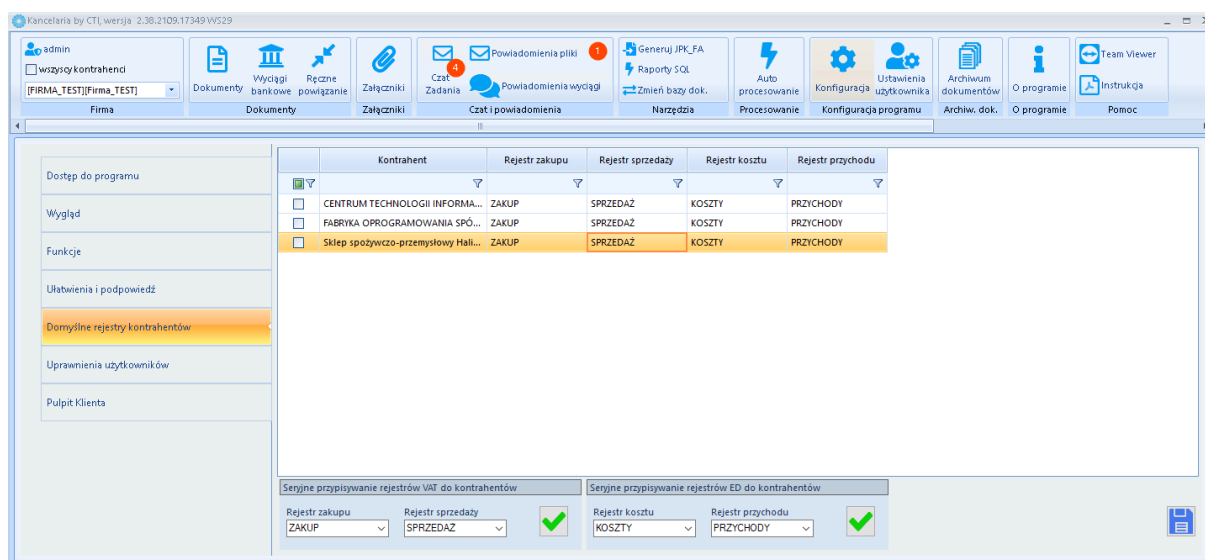 Kancelaria by CTI, wersja 2.38.2109.17349 WS29
admin
wszyscy kontrahenci
[FIRMA_TEST][Firma_TEST]
Firma
Dokumenty
Wyciągi bankowe
Ręczne powiązanie
Dokumenty
Załączniki
Załączniki
Czat
4
Zadania
Powiadomienia pliki
1
Powiadomienia wyciągi
Czat i powiadomienia
Generuj JPK_FA
Raporty SQL
Zmień bazy dok.
Narzędzia
Auto procesowanie
Procesowanie
Konfiguracja
Ustawienia użytkownika
Konfiguracja programu
Archiwum dokumentów
Archiw. dok.
O programie
O programie
Team Viewer
Instrukcja
Pomoc
Dostęp do programu
Wygląd
Funkcje
Ułatwienia i podpowiedź
Domyślne rejestry kontrahentów
Uprawnienia użytkowników
Pulpit Klienta
Kontrahent Rejestr zakupu Rejestr sprzedaży Rejestr kosztu Rejestr przychodu
CENTRUM TECHNOLOGII INFORMA... ZAKUP SPRZEDAŻ KOSZTY PRZYCHODY
FABRYKA OPROGRAMOWANIA SPÓ... ZAKUP SPRZEDAŻ KOSZTY PRZYCHODY
Sklep spożywczo-przemysłowy Hali... ZAKUP SPRZEDAŻ KOSZTY PRZYCHODY
Seryjne przypisywanie rejestrów VAT do kontrahentów
Rejestr zakupu Rejestr sprzedaży
ZAKUP SPRZEDAŻ
Seryjne przypisywanie rejestrów ED do kontrahentów
Rejestr kosztu Rejestr przychodu
KOSZTY PRZYCHODY